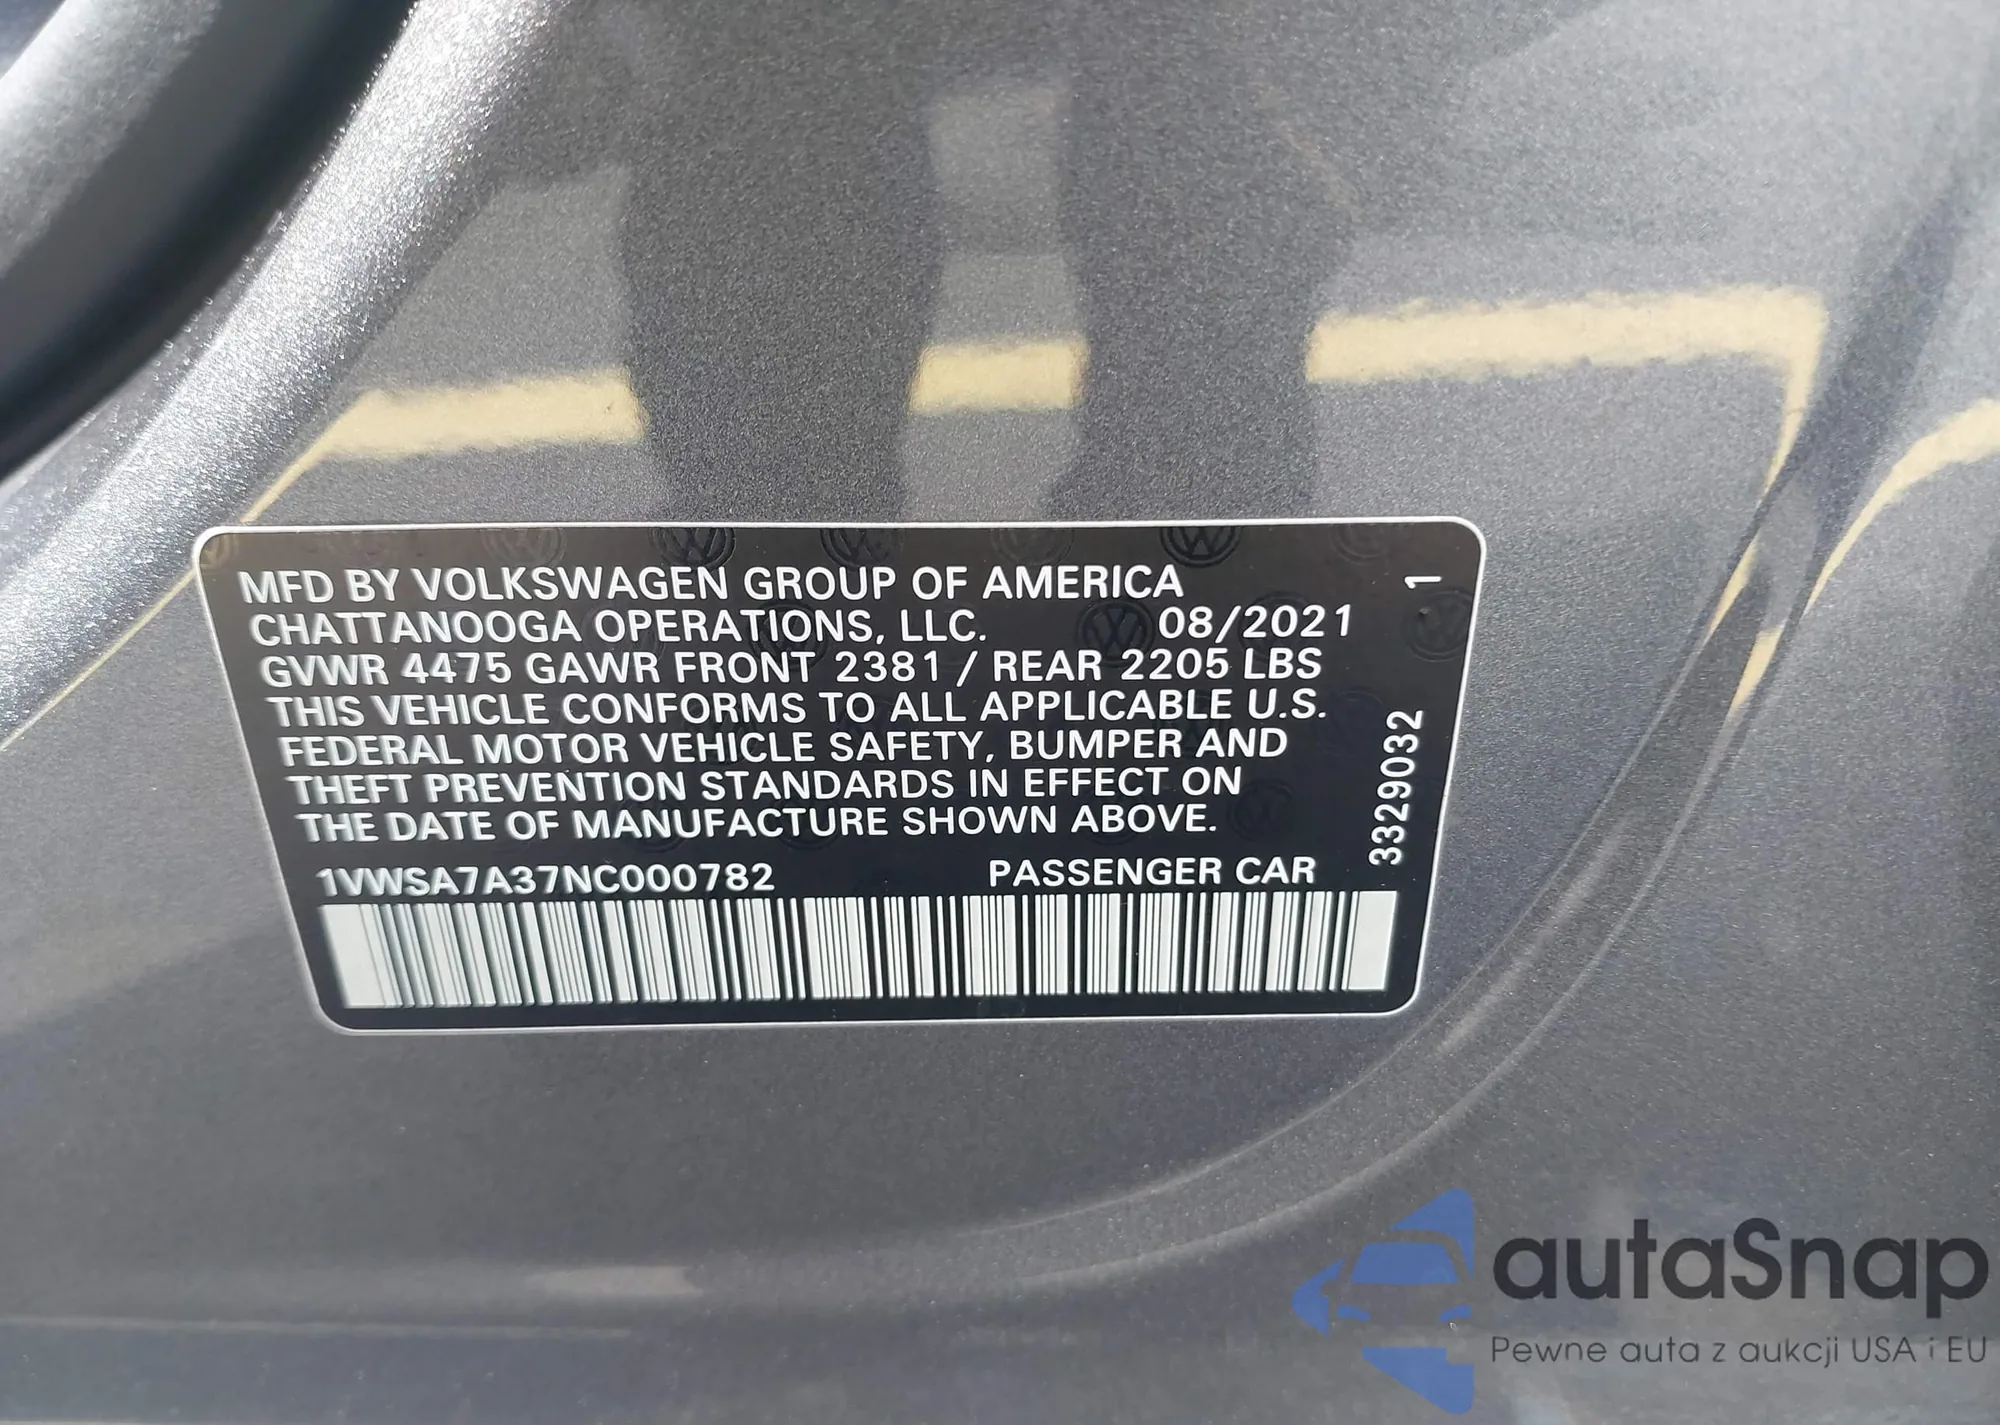 MFD BY VOLKSWAGEN GROUP OF AMERICA
CHATTANOOGA OPERATIONS, LLC. 08/2021
GVWR 4475 GAWR FRONT 2381 / REAR 2205 LBS
THIS VEHICLE CONFORMS TO ALL APPLICABLE U.S.
FEDERAL MOTOR VEHICLE SAFETY, BUMPER AND
THEFT PREVENTION STANDARDS IN EFFECT ON
THE DATE OF MANUFACTURE SHOWN ABOVE.
1VWSA7A37NC000782 PASSENGER CAR
3329032
1
autaSnap
Pewne auta z aukcji USA i EU